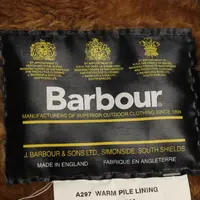 Barbour
MANUFACTURERS OF SUPERIOR OUTDOOR CLOTHING SINCE 1894
J. BARBOUR & SONS LTD., SIMONSIDE, SOUTH SHIELDS
MADE IN ENGLAND FABRIQUE EN ANGLETERRE
A297 WARM PILE LINING